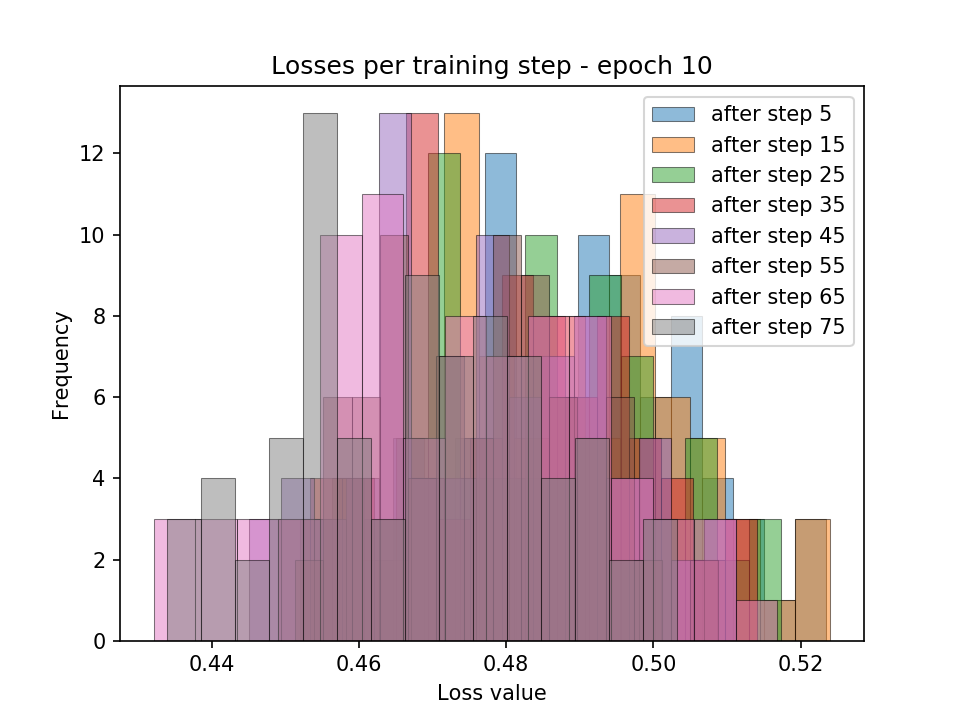 Losses per training step - epoch 10
after step 5
after step 15
after step 25
after step 35
after step 45
after step 55
after step 65
after step 75
12
10
8
6
4
2
0
Frequency
0.44 0.46 0.48 0.50 0.52
Loss value